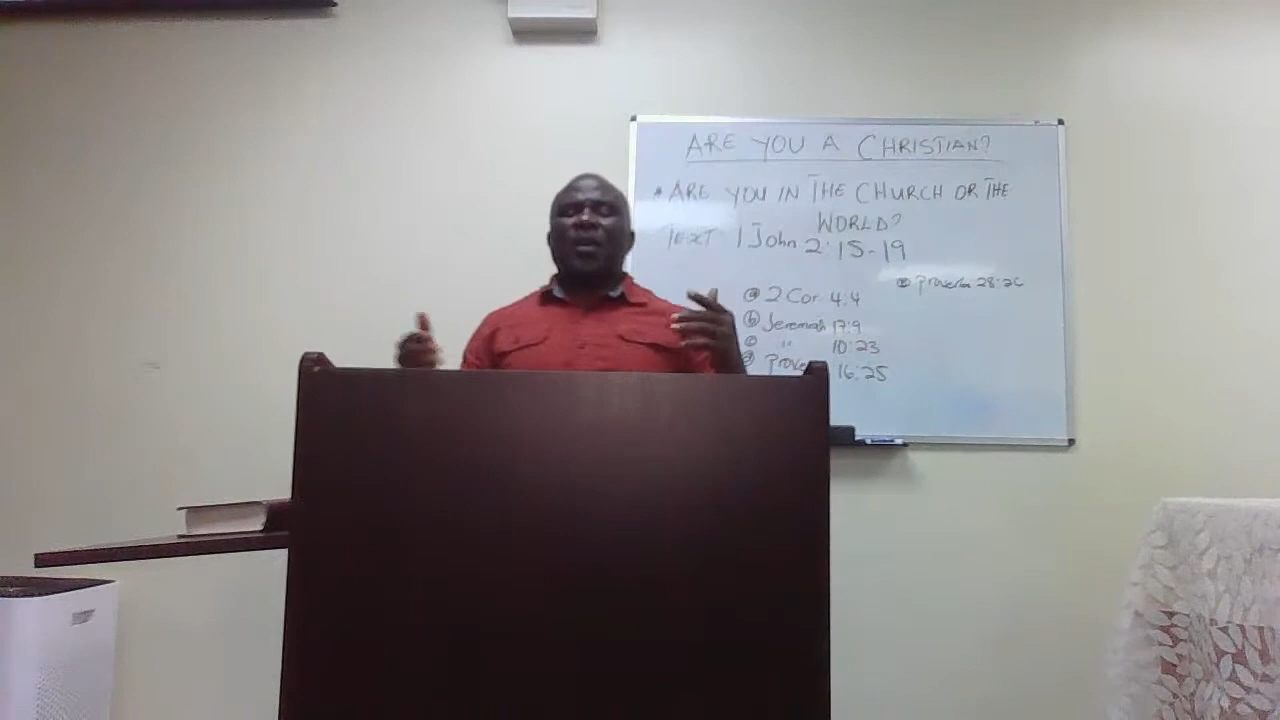 ARE YOU A CHRISTIAN?
• ARE YOU IN THE CHURCH OR THE
WORLD?
TEXT 1 John 2:15-19
Proverbs 28:26
(a) 2 Cor 4:4
(b) Jeremiah 17:9
(c) " 10:23
(d) Prove 16:25